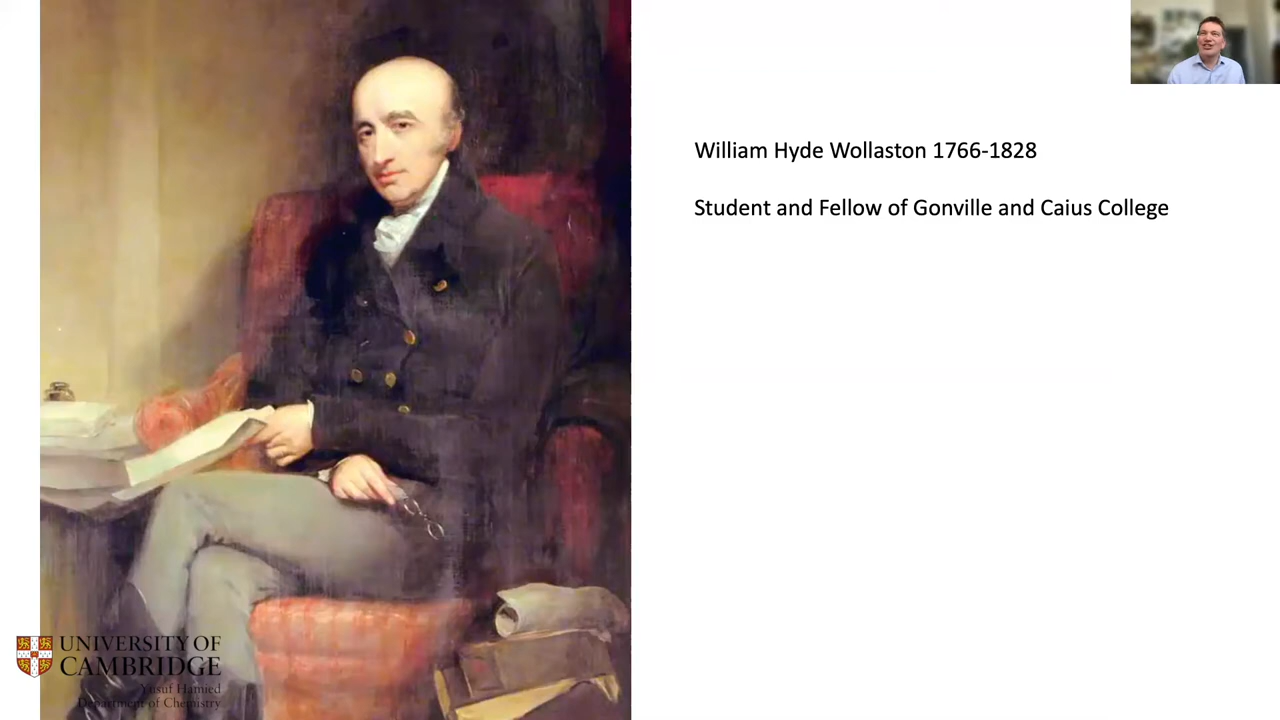 William Hyde Wollaston 1766-1828
Student and Fellow of Gonville and Caius College
UNIVERSITY OF
CAMBRIDGE
Yusuf Hamied
Department of Chemistry